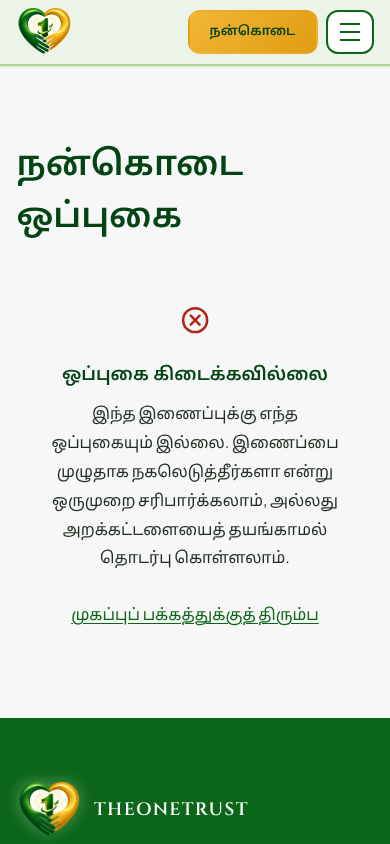 நன்கொடை
நன்கொடை
ஒப்புகை
ஒப்புகை கிடைக்கவில்லை
இந்த இணைப்புக்கு எந்த
ஒப்புகையும் இல்லை. இணைப்பை
முழுதாக நகலெடுத்தீர்களா என்று
ஒருமுறை சரிபார்க்கலாம், அல்லது
அறக்கட்டளையைத் தயங்காமல்
தொடர்பு கொள்ளலாம்.
முகப்புப் பக்கத்துக்குத் திரும்ப
THEONETRUST